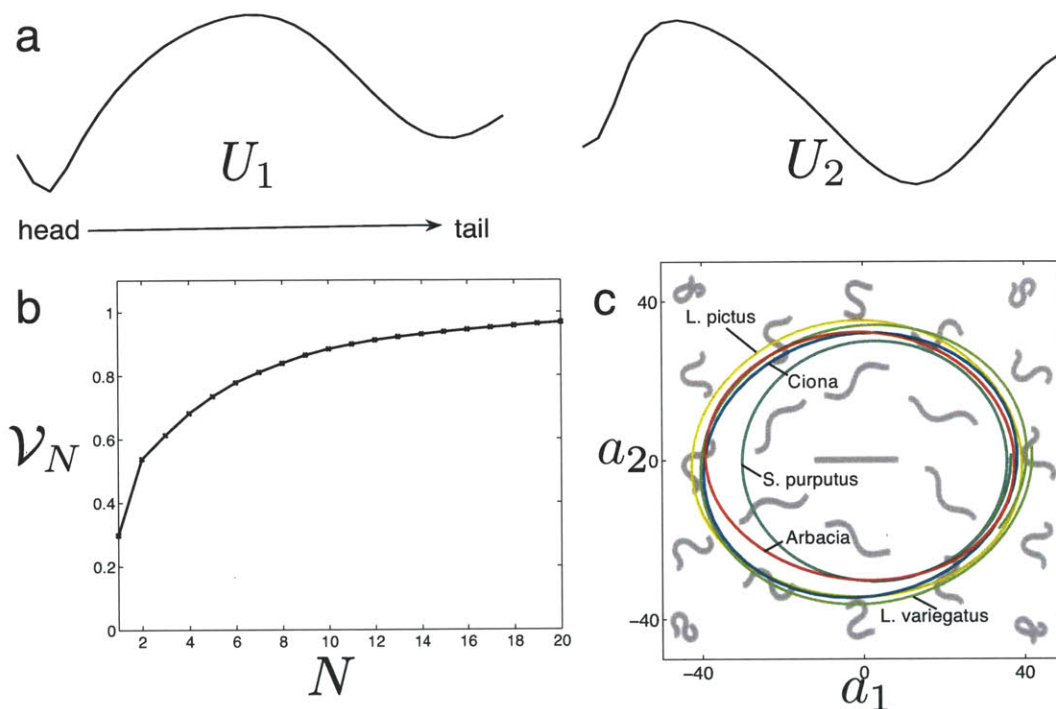 a
U1
U2
head
tail
b
1
0.8
0.6
0.4
0.2
0
𝒱N
2
4
6
8
10
12
14
16
18
20
N
c
40
0
−40
a2
L. pictus
Ciona
S. purputus
Arbacia
L. variegatus
−40
0
40
a1